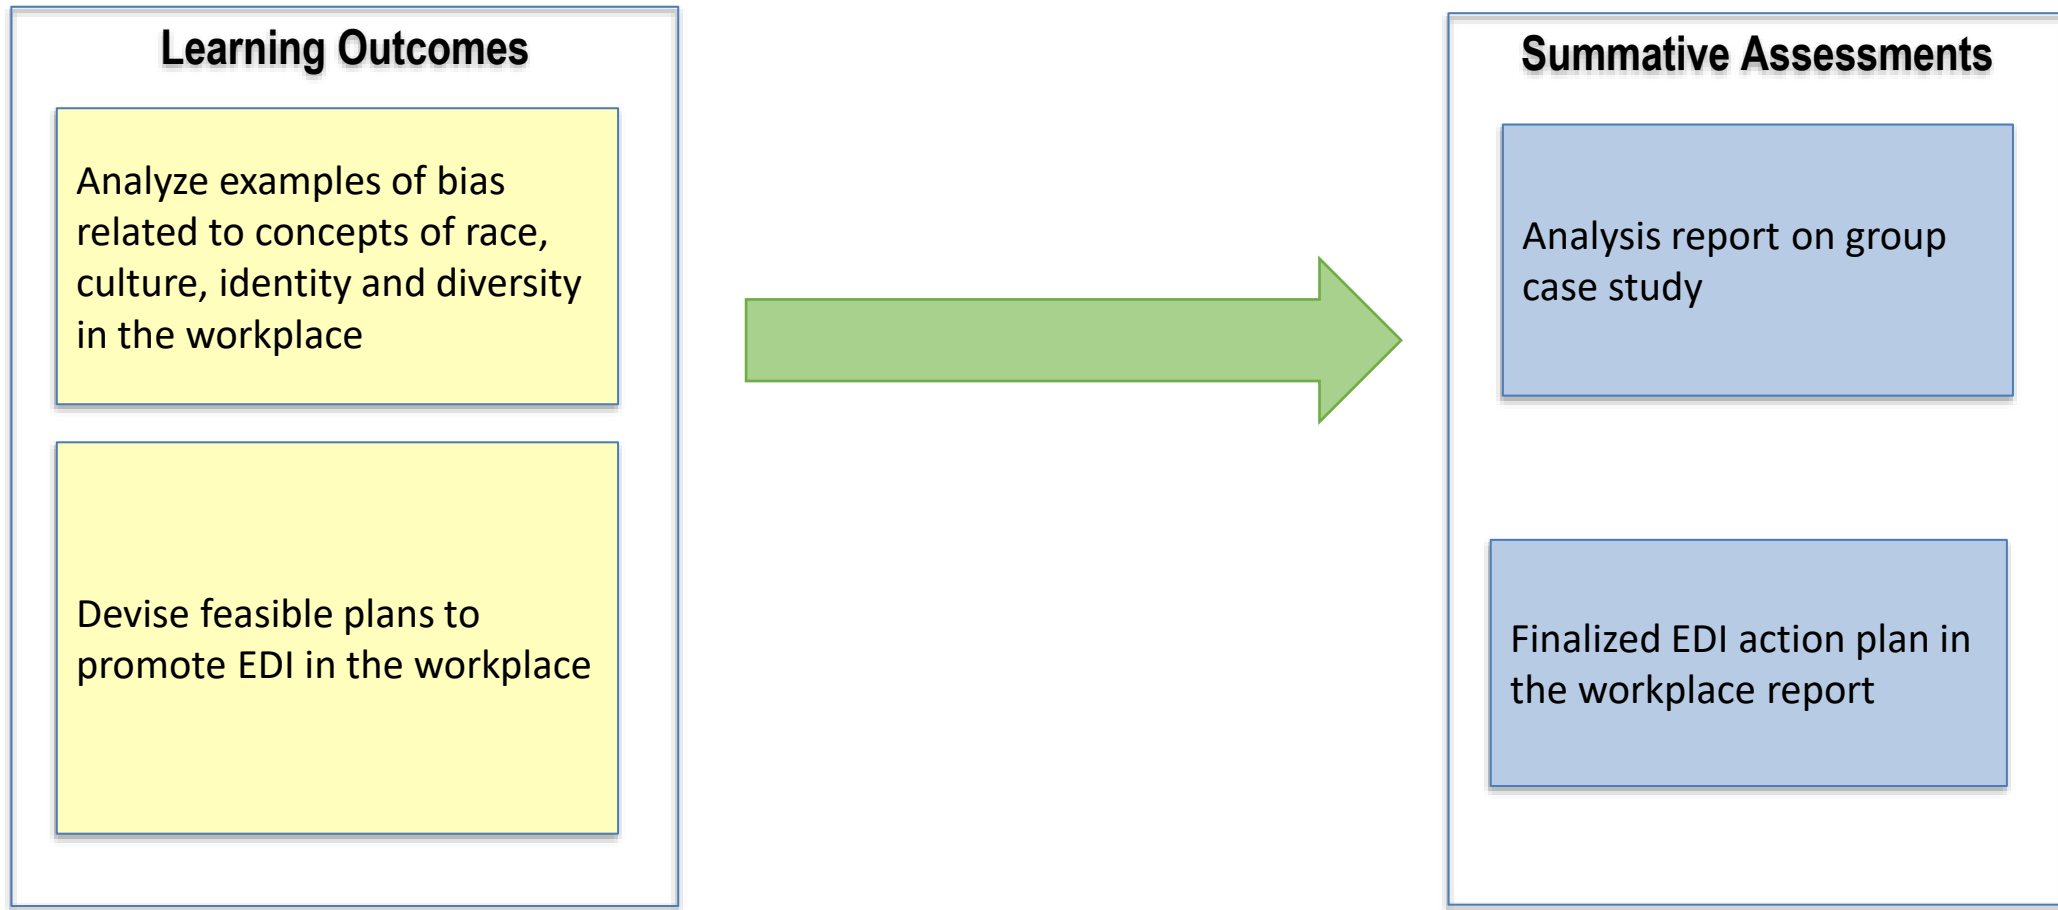 Learning Outcomes
Analyze examples of bias
related to concepts of race,
culture, identity and diversity
in the workplace
Devise feasible plans to
promote EDI in the workplace
Summative Assessments
Analysis report on group
case study
Finalized EDI action plan in
the workplace report